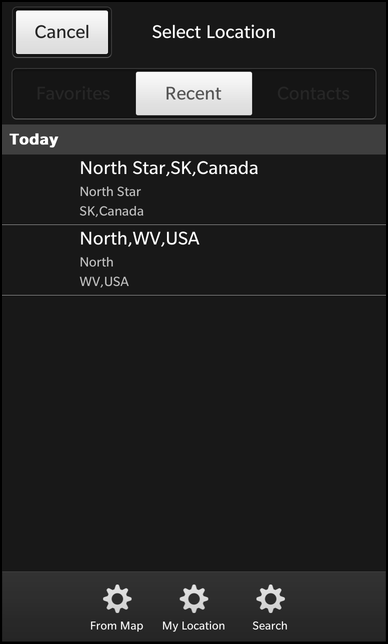 Cancel
Select Location
Favorites
Recent
Contacts
Today
North Star,SK,Canada
North Star
SK,Canada
North,WV,USA
North
WV,USA
From Map
My Location
Search